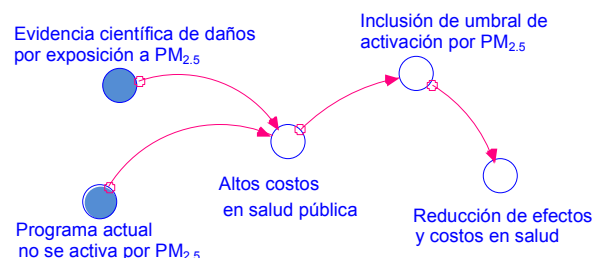 Evidencia científica de daños
por exposición a PM2.5
Inclusión de umbral de
activación por PM2.5
Altos costos
en salud pública
Programa actual
no se activa por PM2.5
Reducción de efectos
y costos en salud